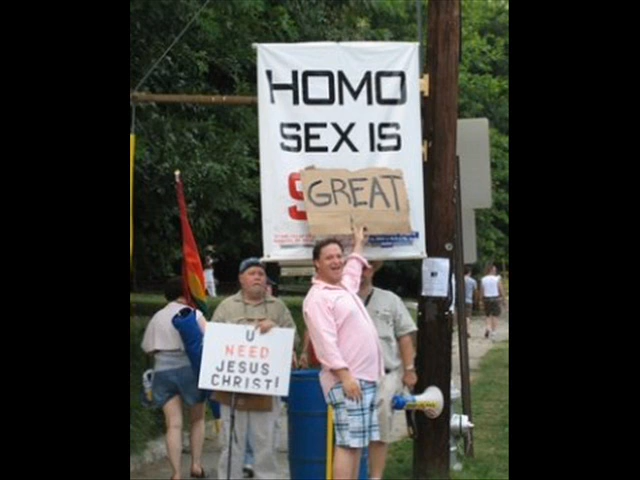 HOMO
SEX IS
S
GREAT
U
NEED
JESUS
CHRIST!